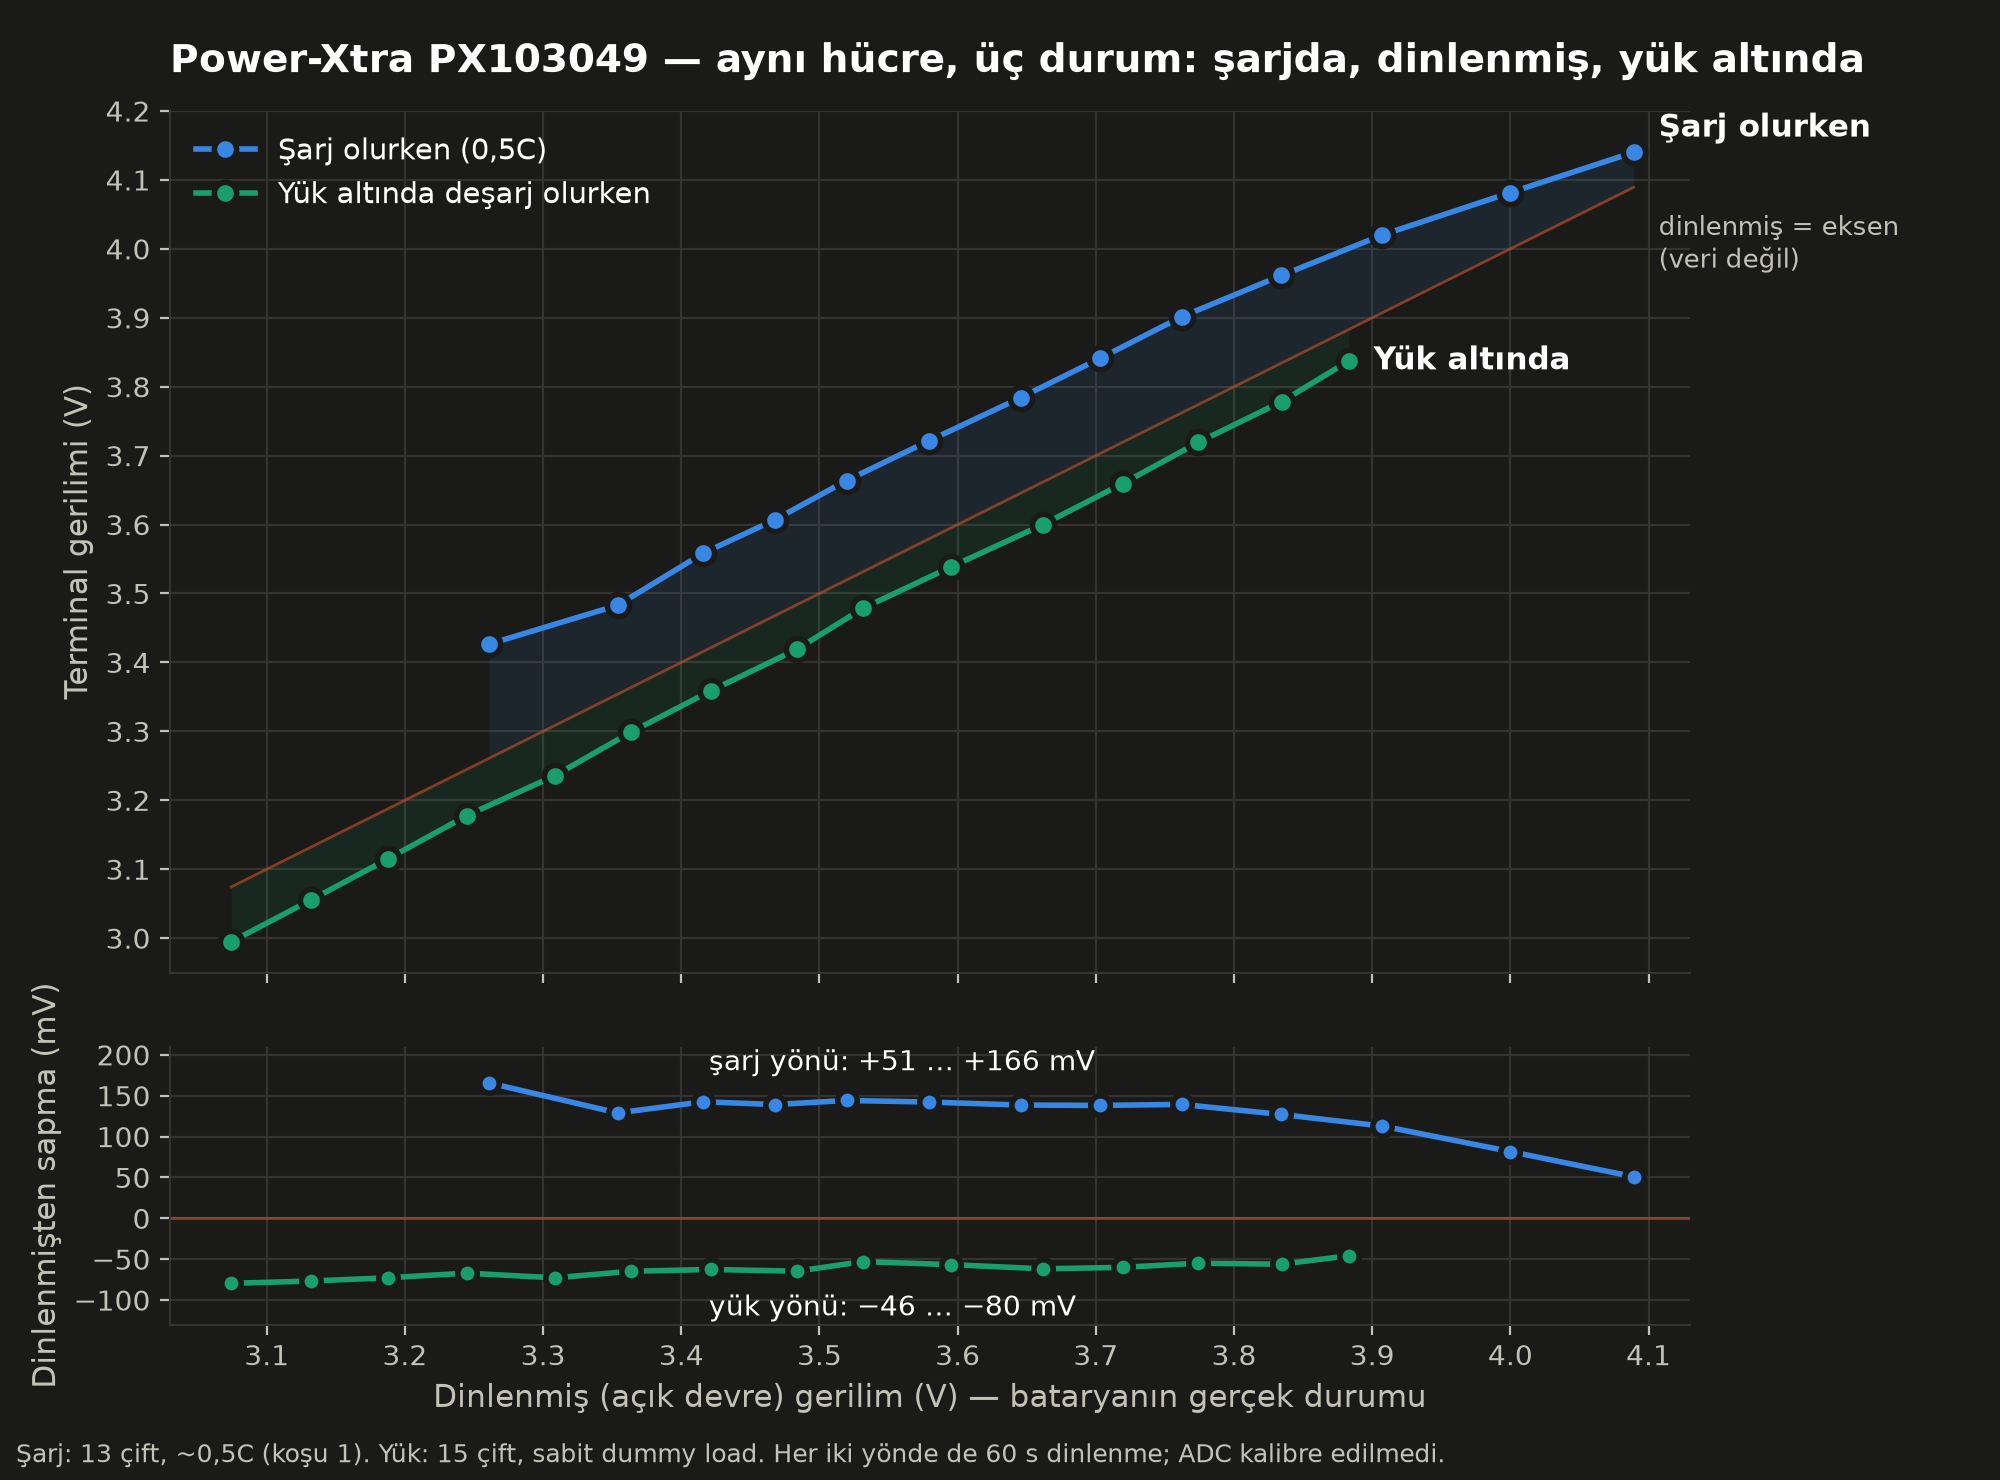 Power-Xtra PX103049 — aynı hücre, üç durum: şarjda, dinlenmiş, yük altında
Şarj olurken (0,5C)
Yük altında deşarj olurken
Şarj olurken
dinlenmiş = eksen
(veri değil)
Yük altında
Terminal gerilimi (V)
4.2
4.1
4.0
3.9
3.8
3.7
3.6
3.5
3.4
3.3
3.2
3.1
3.0
Dinlenmişten sapma (mV)
200
150
100
50
0
−50
−100
şarj yönü: +51 … +166 mV
yük yönü: −46 … −80 mV
3.1 3.2 3.3 3.4 3.5 3.6 3.7 3.8 3.9 4.0 4.1
Dinlenmiş (açık devre) gerilim (V) — bataryanın gerçek durumu
Şarj: 13 çift, ~0,5C (koşu 1). Yük: 15 çift, sabit dummy load. Her iki yönde de 60 s dinlenme; ADC kalibre edilmedi.